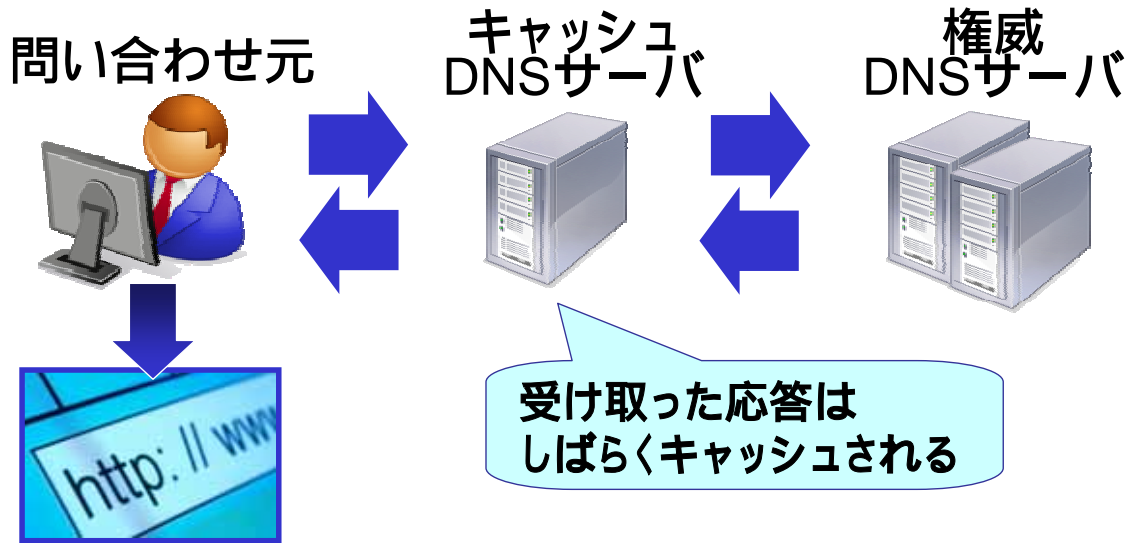 問い合わせ元
キャッシュ
DNSサーバ
権威
DNSサーバ
受け取った応答は
しばらくキャッシュされる
http: // www